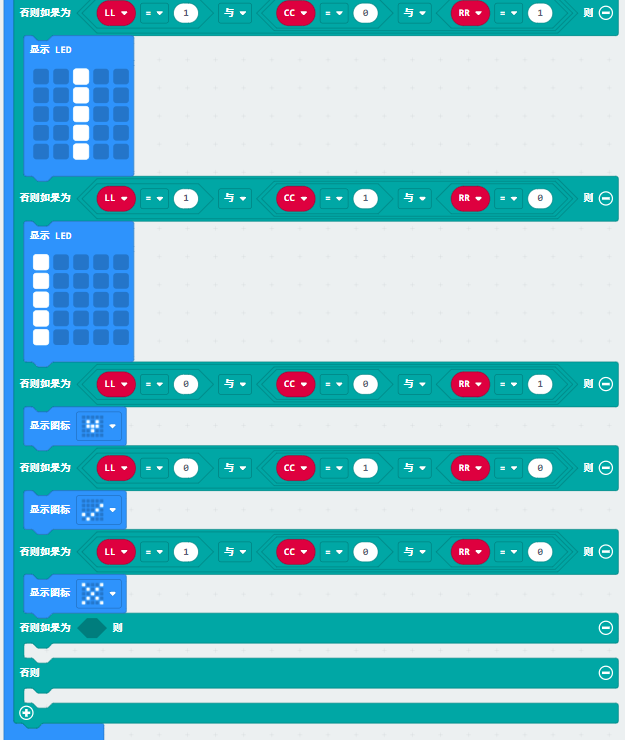 否则如果为 LL = 1 与 CC = 0 与 RR = 1 则
显示 LED
否则如果为 LL = 1 与 CC = 1 与 RR = 0 则
显示 LED
否则如果为 LL = 0 与 CC = 0 与 RR = 1 则
显示图标
否则如果为 LL = 0 与 CC = 1 与 RR = 0 则
显示图标
否则如果为 LL = 1 与 CC = 0 与 RR = 0 则
显示图标
否则如果为 则
否则